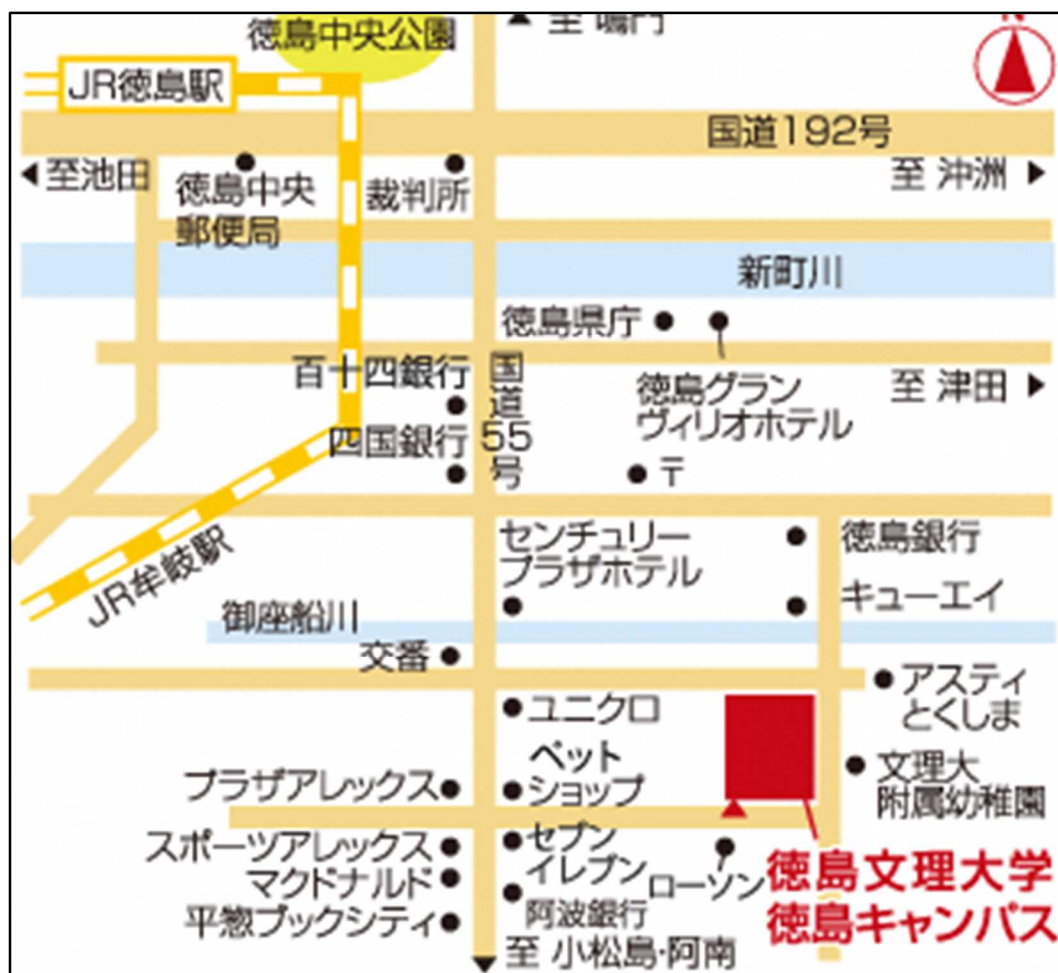 徳島中央公園
至 鳴門
N
JR徳島駅
国道192号
至池田
徳島中央
郵便局
裁判所
至 沖洲
新町川
徳島県庁
百十四銀行
国道55号
徳島グラン
ヴィリオホテル
至 津田
四国銀行
〒
センチュリー
プラザホテル
徳島銀行
JR牟岐駅
キューエイ
御座船川
交番
アスティ
とくしま
ユニクロ
ペット
ショップ
文理大
附属幼稚園
プラザアレックス
スポーツアレックス
セブン
イレブン
ローソン
マクドナルド
阿波銀行
平惣ブックシティ
徳島文理大学
徳島キャンパス
至 小松島・阿南